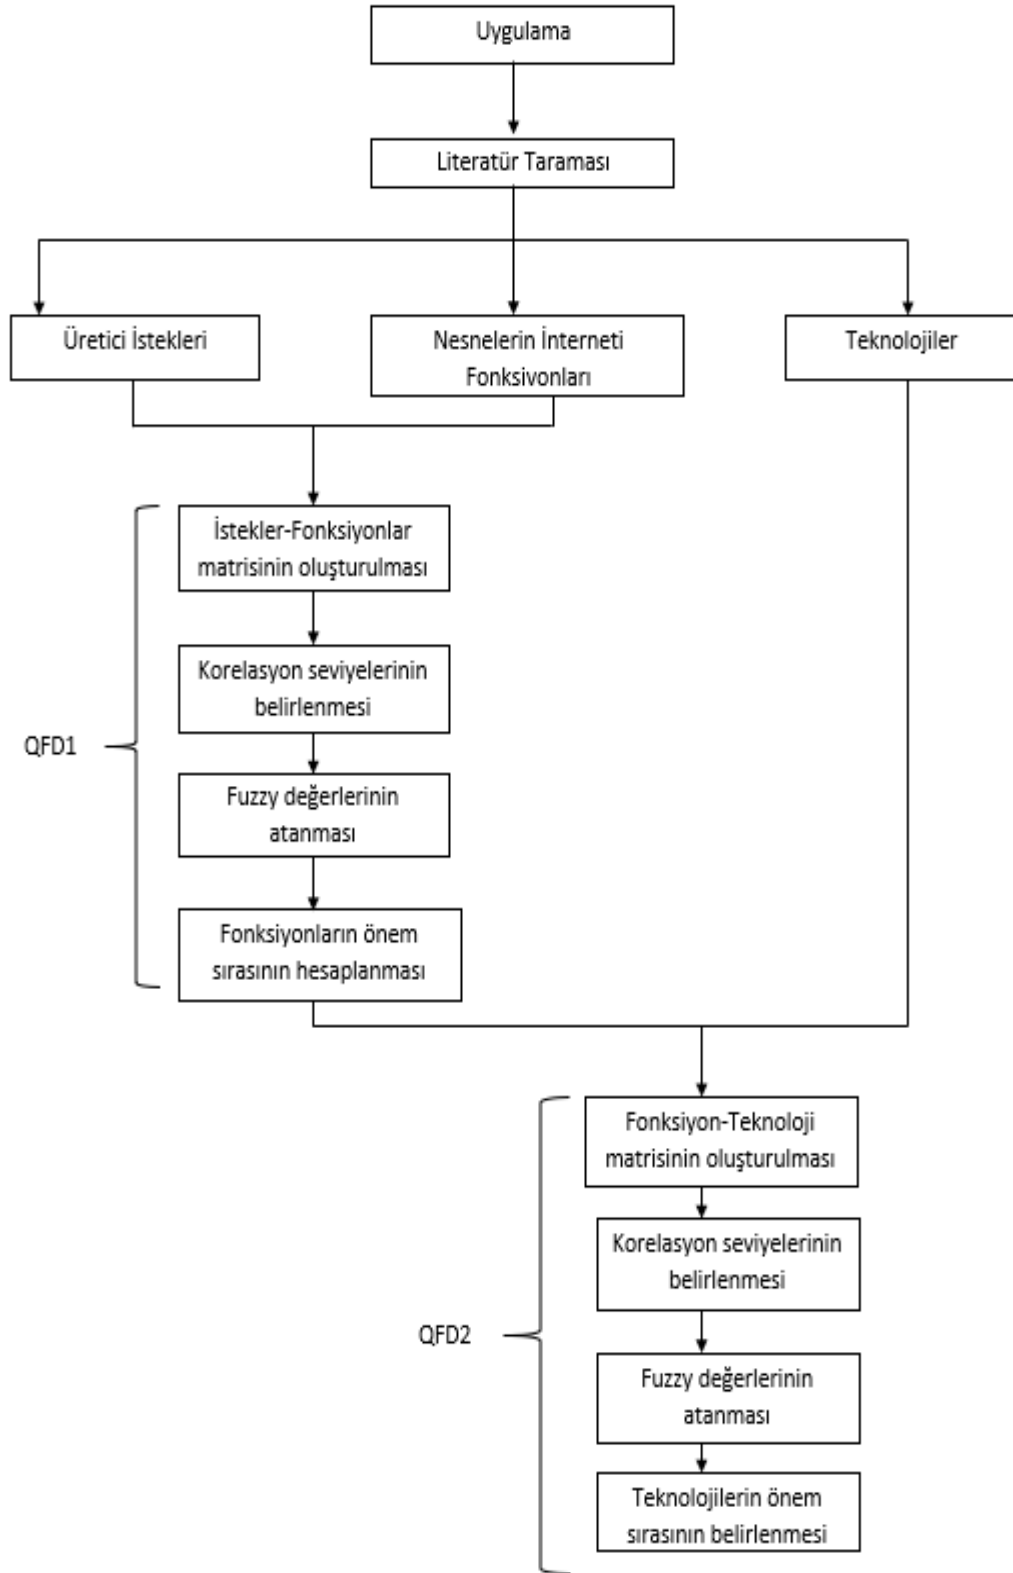 Uygulama
Literatür Taraması
Üretici İstekleri
Nesnelerin İnterneti
Fonksivonları
Teknolojiler
İstekler-Fonksiyonlar
matrisinin oluşturulması
Korelasyon seviyelerinin
belirlenmesi
QFD1
Fuzzy değerlerinin
atanması
Fonksiyonların önem
sırasının hesaplanması
Fonksiyon-Teknoloji
matrisinin oluşturulması
Korelasyon seviyelerinin
belirlenmesi
QFD2
Fuzzy değerlerinin
atanması
Teknolojilerin önem
sırasının belirlenmesi